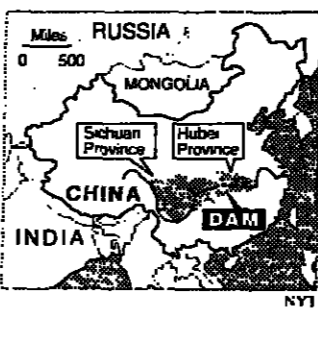 Miles
0 500
RUSSIA
MONGOLIA
Sichuan
Province
Hubei
Province
CHINA
DAM
INDIA
NYT